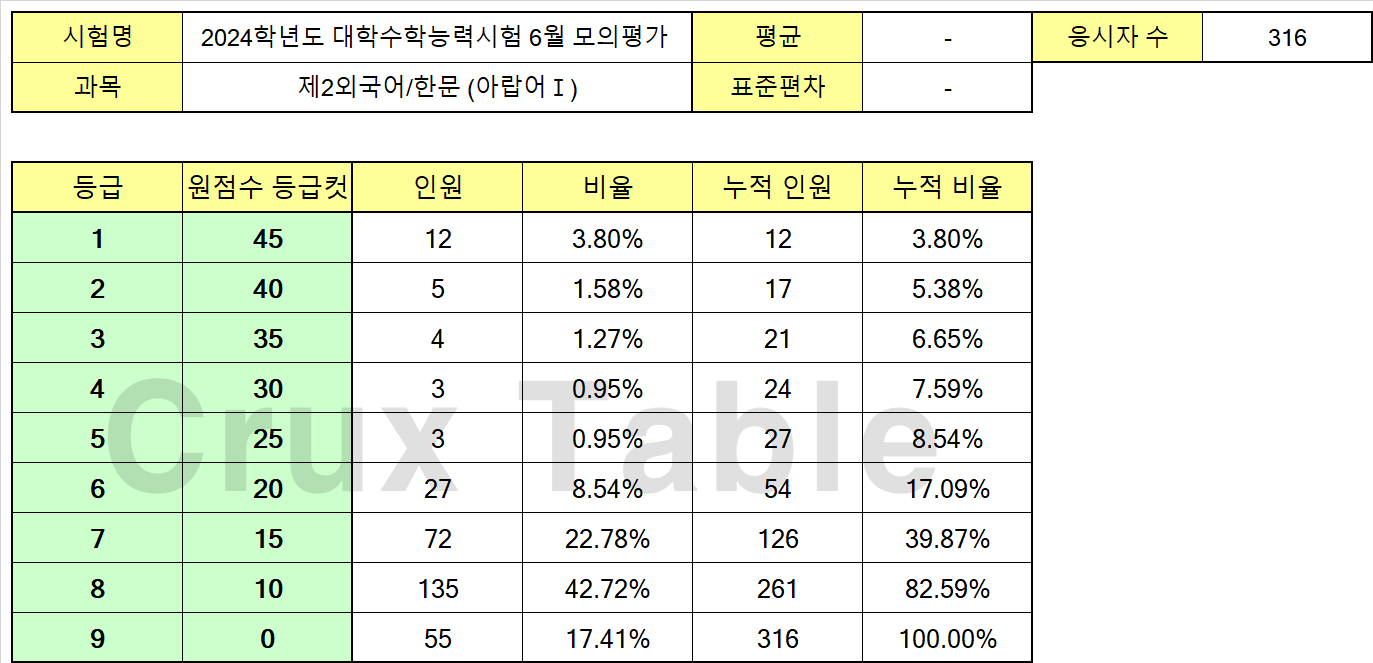 시험명 2024학년도 대학수학능력시험 6월 모의평가 평균 - 응시자 수 316
과목 제2외국어/한문 (아랍어Ⅰ) 표준편차 -
등급 원점수 등급컷 인원 비율 누적 인원 누적 비율
1 45 12 3.80% 12 3.80%
2 40 5 1.58% 17 5.38%
3 35 4 1.27% 21 6.65%
4 30 3 0.95% 24 7.59%
5 25 3 0.95% 27 8.54%
6 20 27 8.54% 54 17.09%
7 15 72 22.78% 126 39.87%
8 10 135 42.72% 261 82.59%
9 0 55 17.41% 316 100.00%
Crux Table